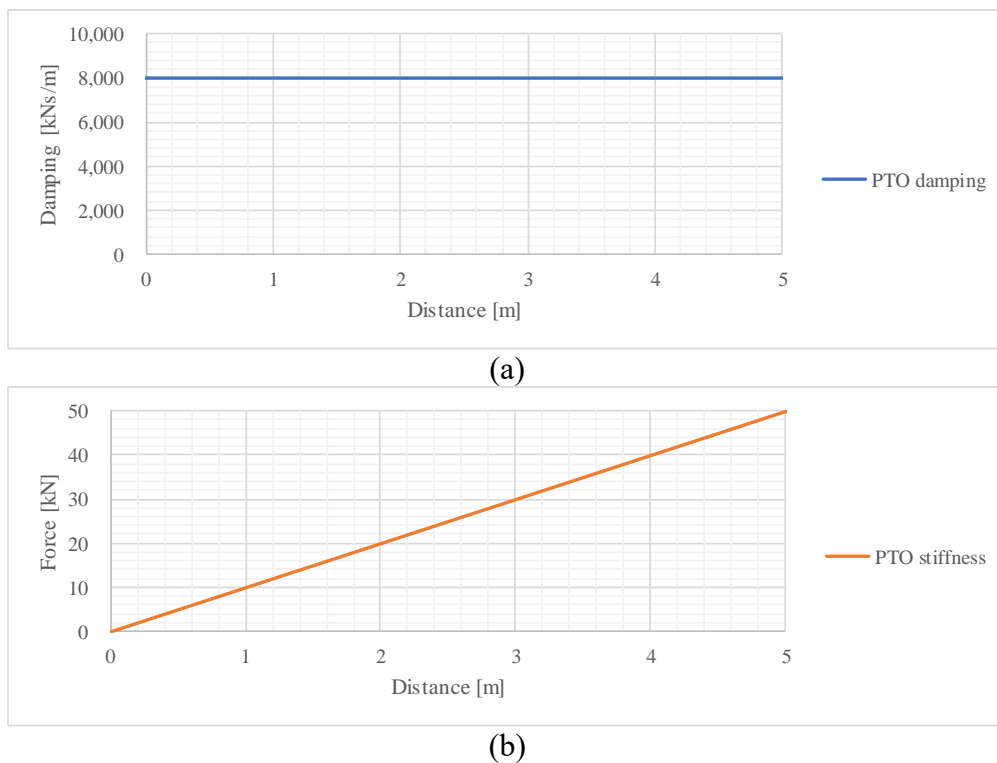 10,000
8,000
6,000
4,000
2,000
0
Damping [kNs/m]
0 1 2 3 4 5
Distance [m]
PTO damping
(a)
50
40
30
20
10
0
Force [kN]
0 1 2 3 4 5
Distance [m]
PTO stiffness
(b)